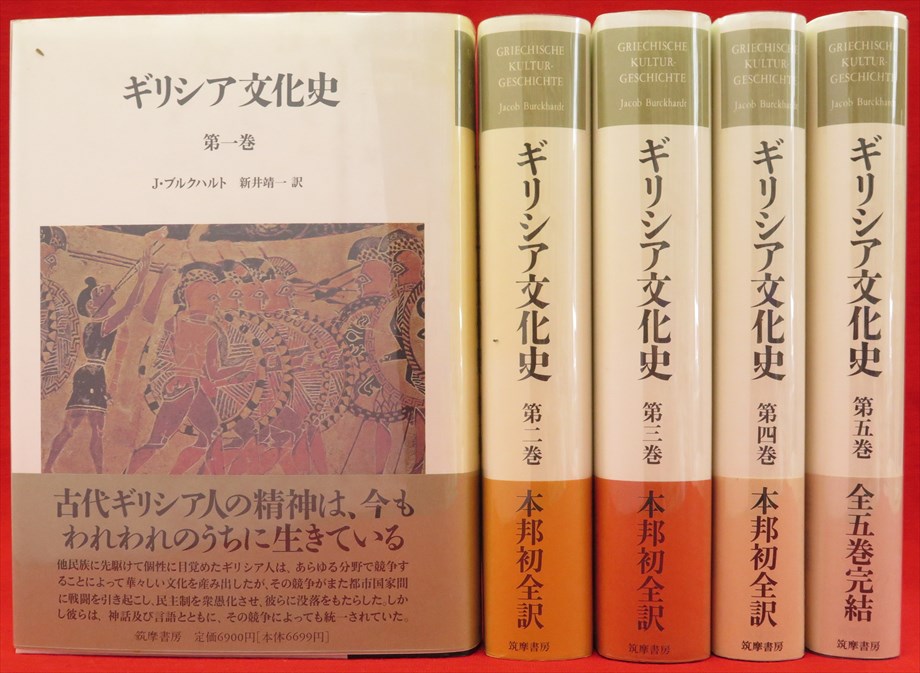 ギリシア文化史
第一巻
J・ブルクハルト 新井靖一 訳
古代ギリシア人の精神は、今も
われわれのうちに生きている
他民族に先駆けて個性に目覚めたギリシア人は、あらゆる分野で競争す
ることによって華々しい文化を産み出したが、その競争がまた都市国家間
に戦闘を引き起こし、民主制を衆愚化させ、彼らに没落をもたらした。しか
し彼らは、神話及び言語とともに、その競争によっても統一されていた。
筑摩書房 定価6900円[本体6699円]
GRIECHISCHE
KULTUR-
GESCHICHTE
Jacob Burckhardt
ギリシア文化史
第二巻
本邦初全訳
筑摩書房
GRIECHISCHE
KULTUR-
GESCHICHTE
Jacob Burckhardt
ギリシア文化史
第三巻
本邦初全訳
筑摩書房
GRIECHISCHE
KULTUR-
GESCHICHTE
Jacob Burckhardt
ギリシア文化史
第四巻
本邦初全訳
筑摩書房
GRIECHISCHE
KULTUR-
GESCHICHTE
Jacob Burckhardt
ギリシア文化史
第五巻
全五巻完結
筑摩書房